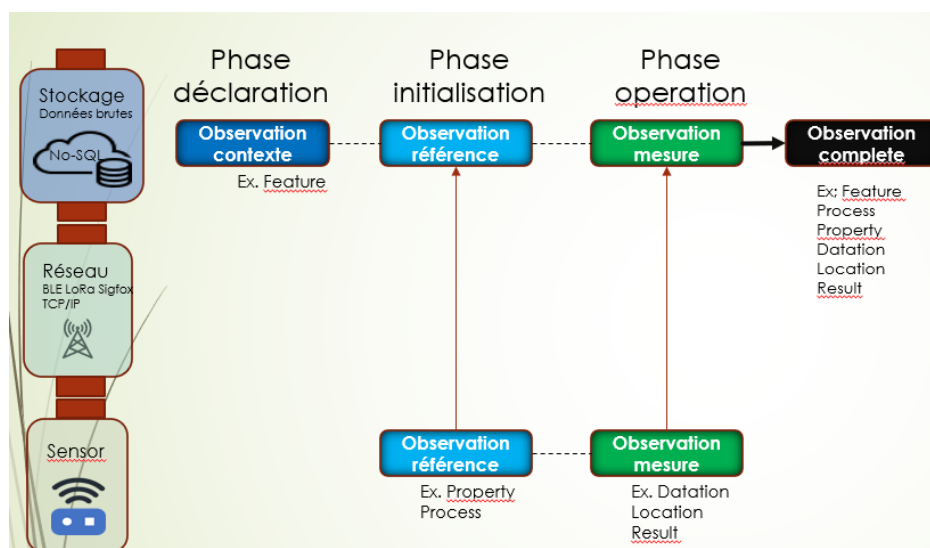 Stockage
Données brutes
No-SQL
Réseau
BLE LoRa Sigfox
TCP/IP
Sensor
Phase
déclaration
Phase
initialisation
Phase
operation
Observation
contexte
Ex. Feature
Observation
référence
Observation
mesure
Observation
complete
Ex; Feature
Process
Property
Datation
Location
Result
Observation
référence
Ex. Property
Process
Observation
mesure
Ex. Datation
Location
Result